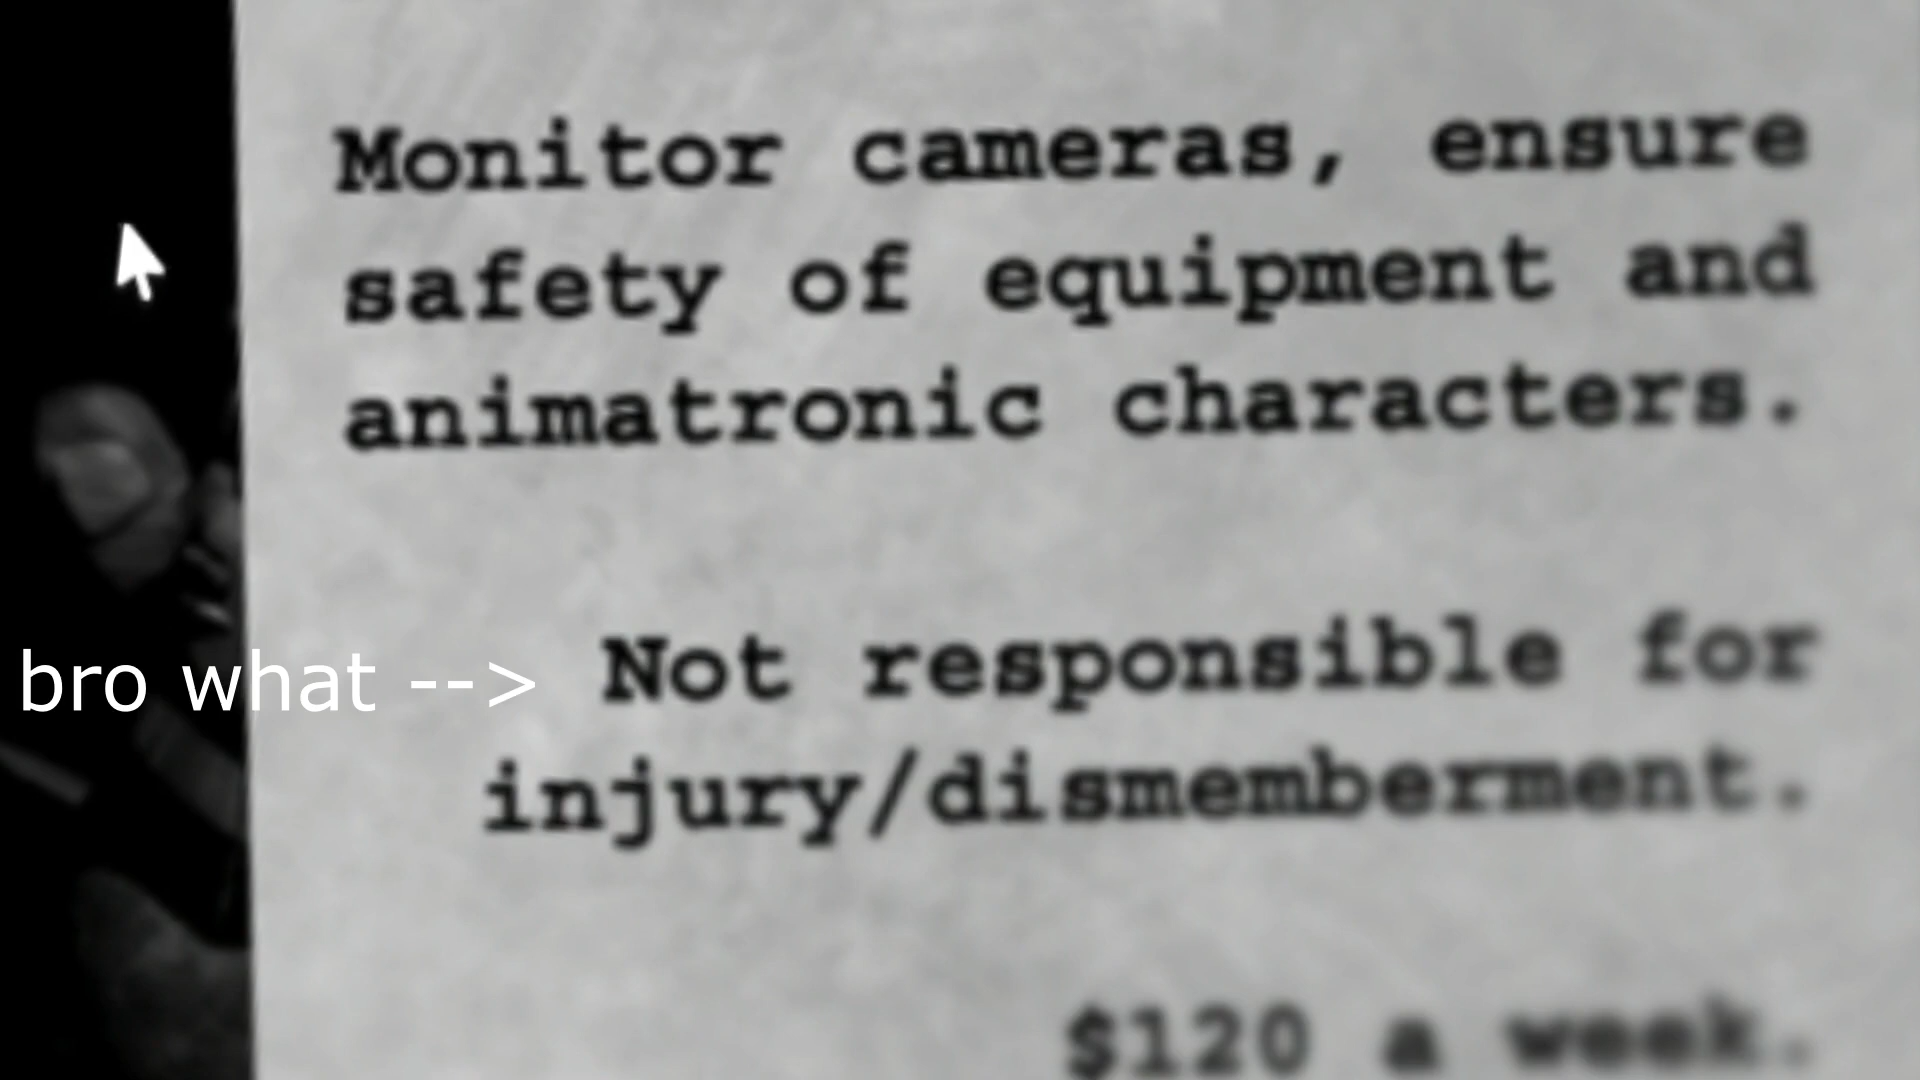 Monitor cameras, ensure
safety of equipment and
animatronic characters.
bro what --> Not responsible for
injury/dismemberment.
$120 a week.